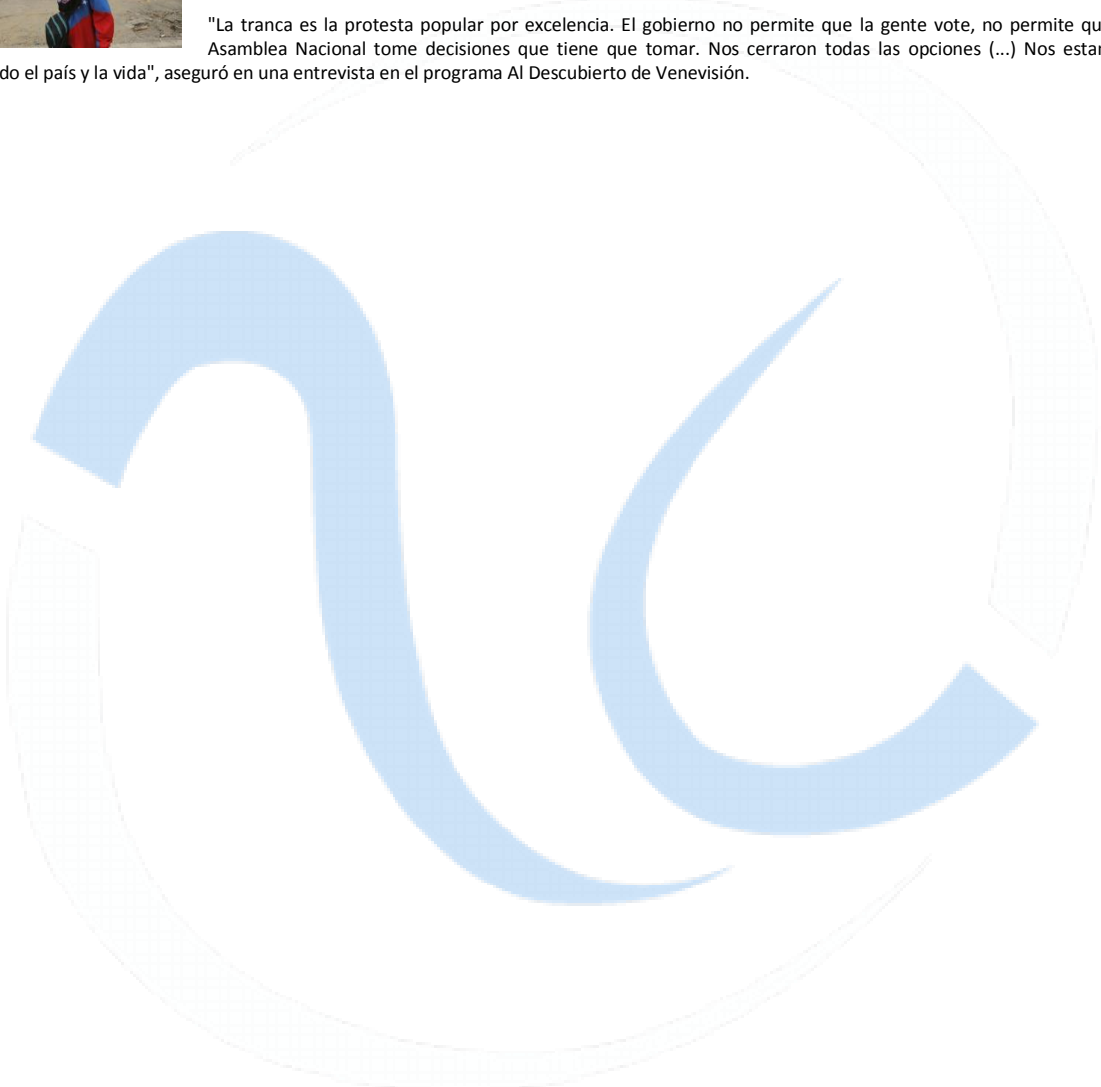 "La tranca es la protesta popular por excelencia. El gobierno no permite que la gente vote, no permite qu
Asamblea Nacional tome decisiones que tiene que tomar. Nos cerraron todas las opciones (...) Nos estar
do el país y la vida", aseguró en una entrevista en el programa Al Descubierto de Venevisión.